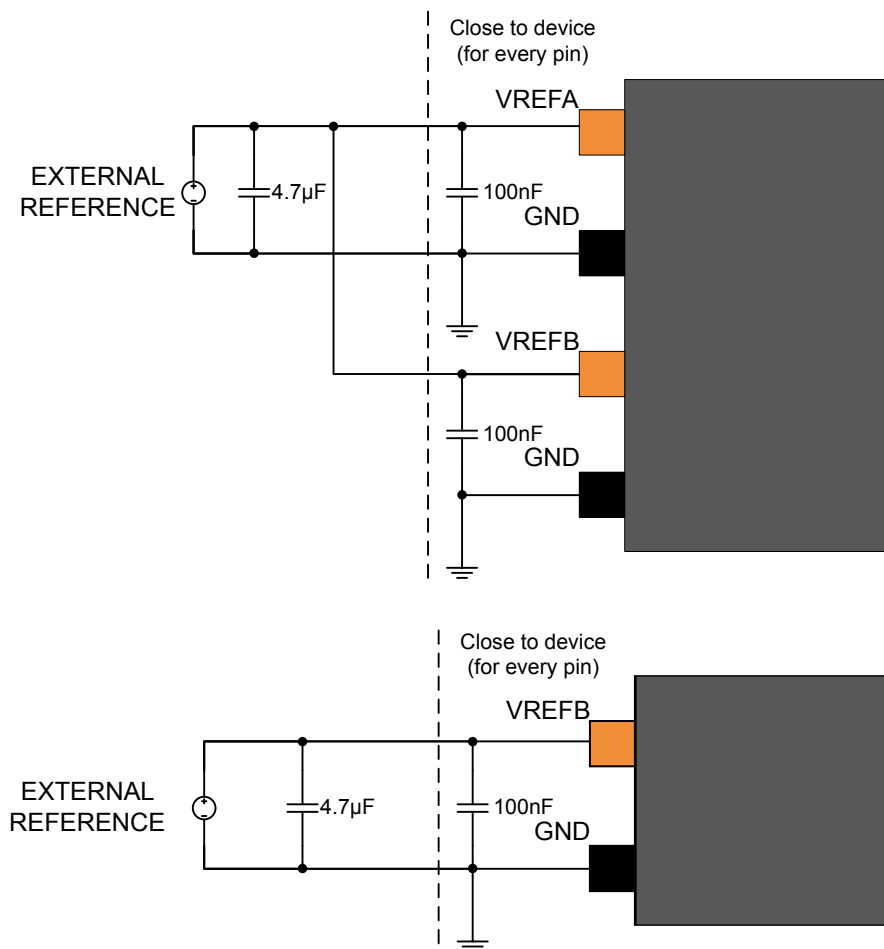 Close to device
(for every pin)
VREFA
EXTERNAL
REFERENCE
4.7µF
100nF
GND
VREFB
100nF
GND
Close to device
(for every pin)
VREFB
EXTERNAL
REFERENCE
4.7µF
100nF
GND